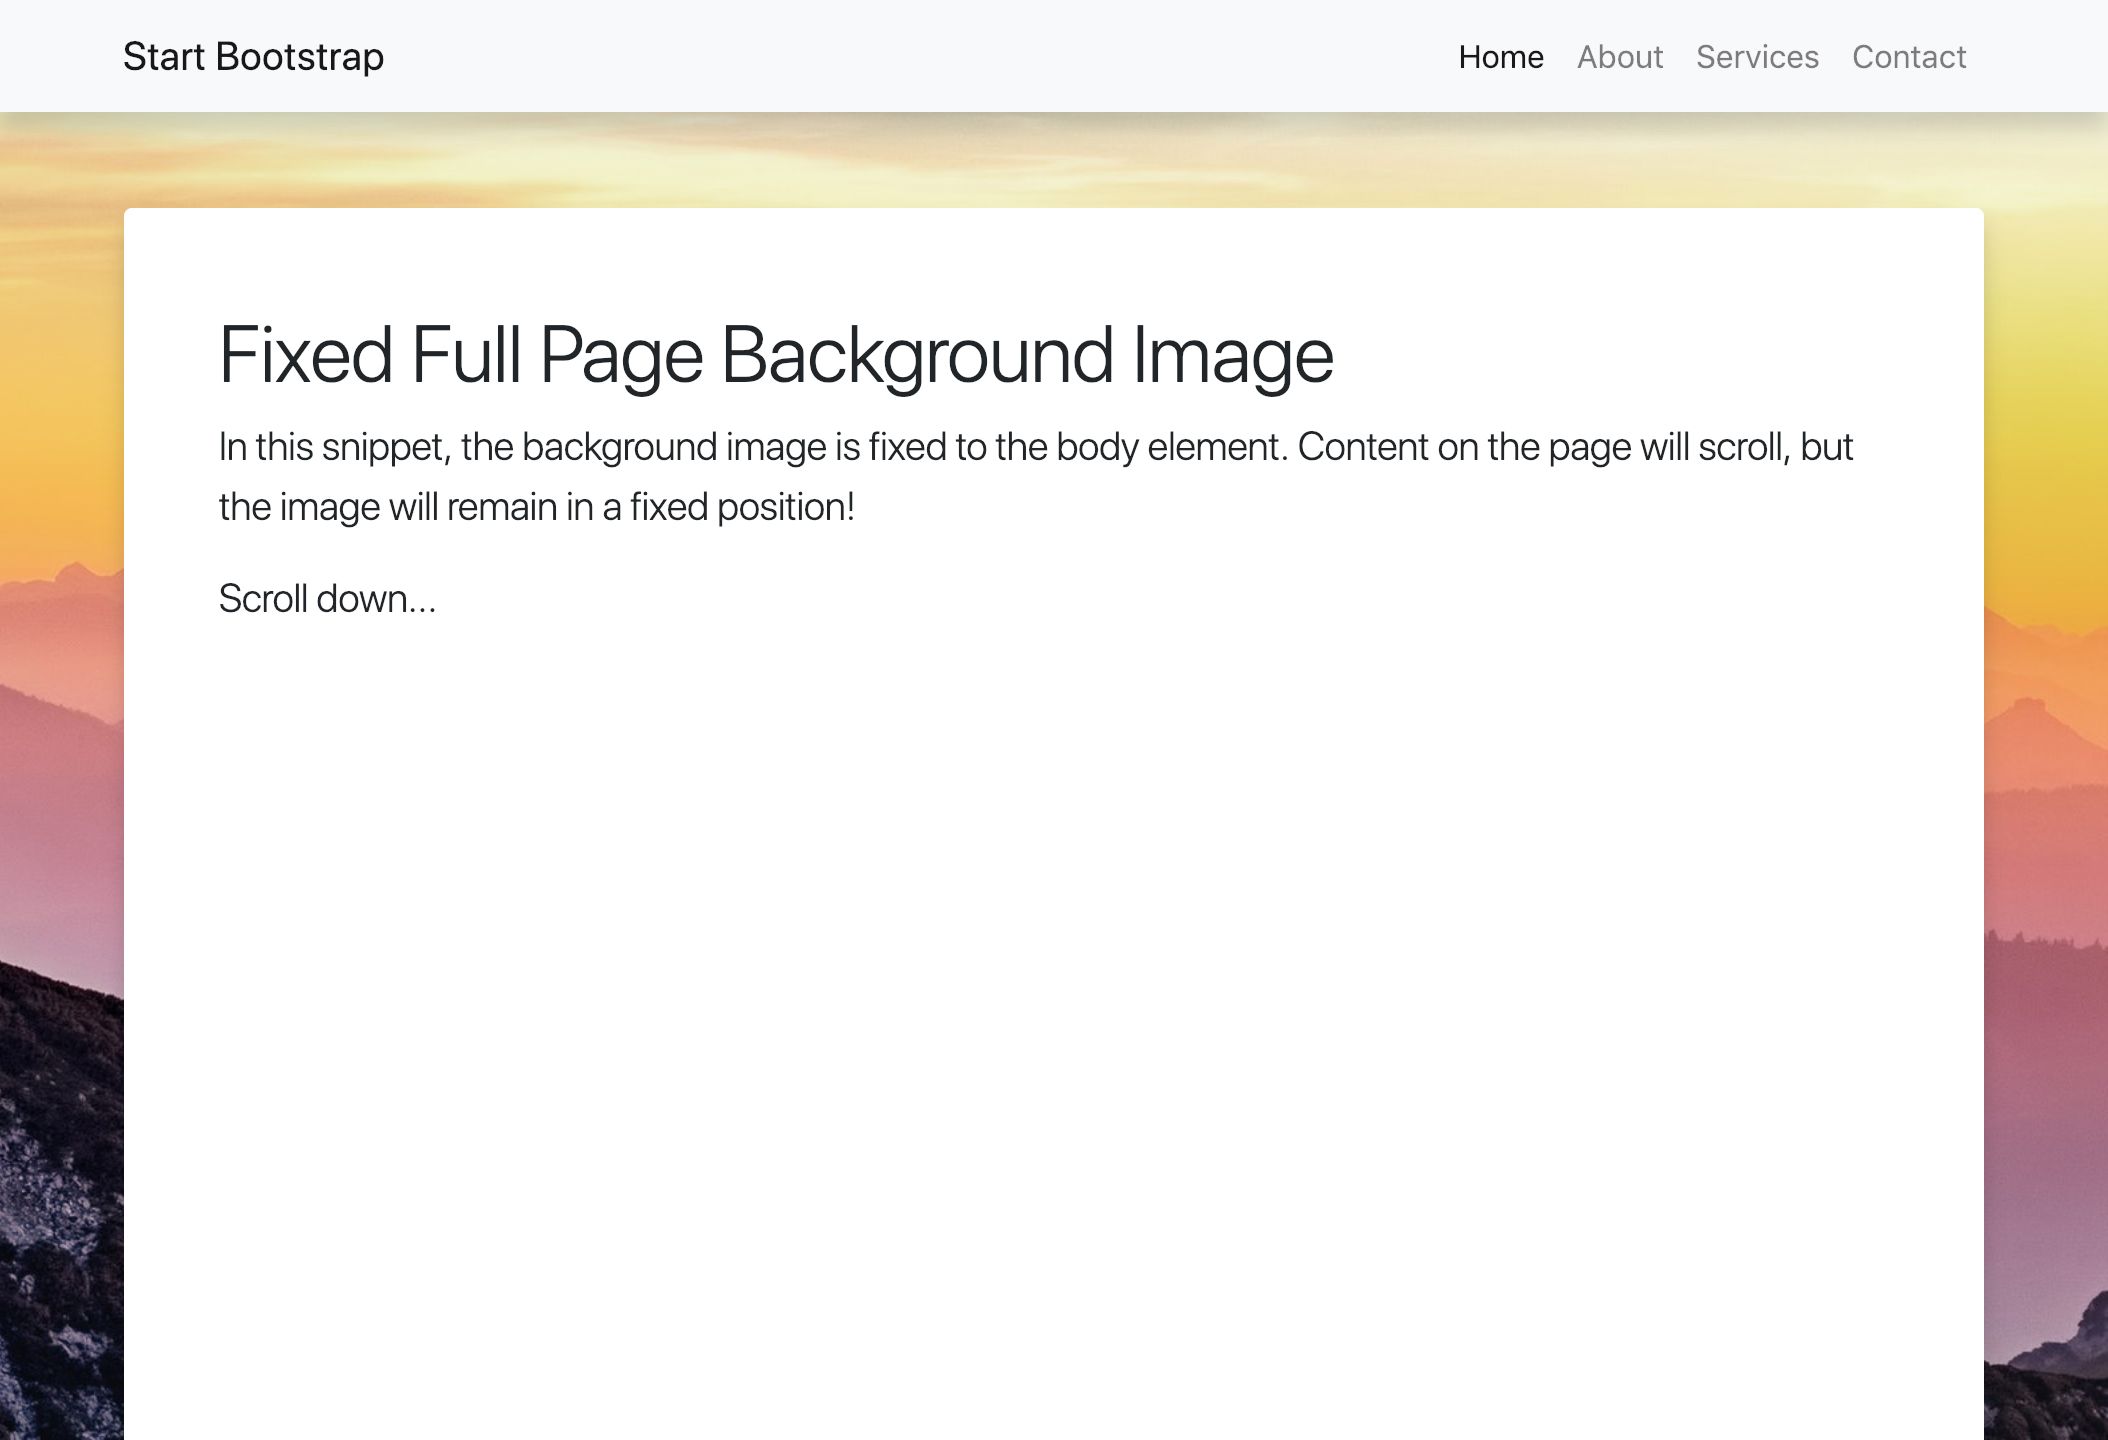 Start Bootstrap
Home About Services Contact
Fixed Full Page Background Image
In this snippet, the background image is fixed to the body element. Content on the page will scroll, but
the image will remain in a fixed position!
Scroll down...